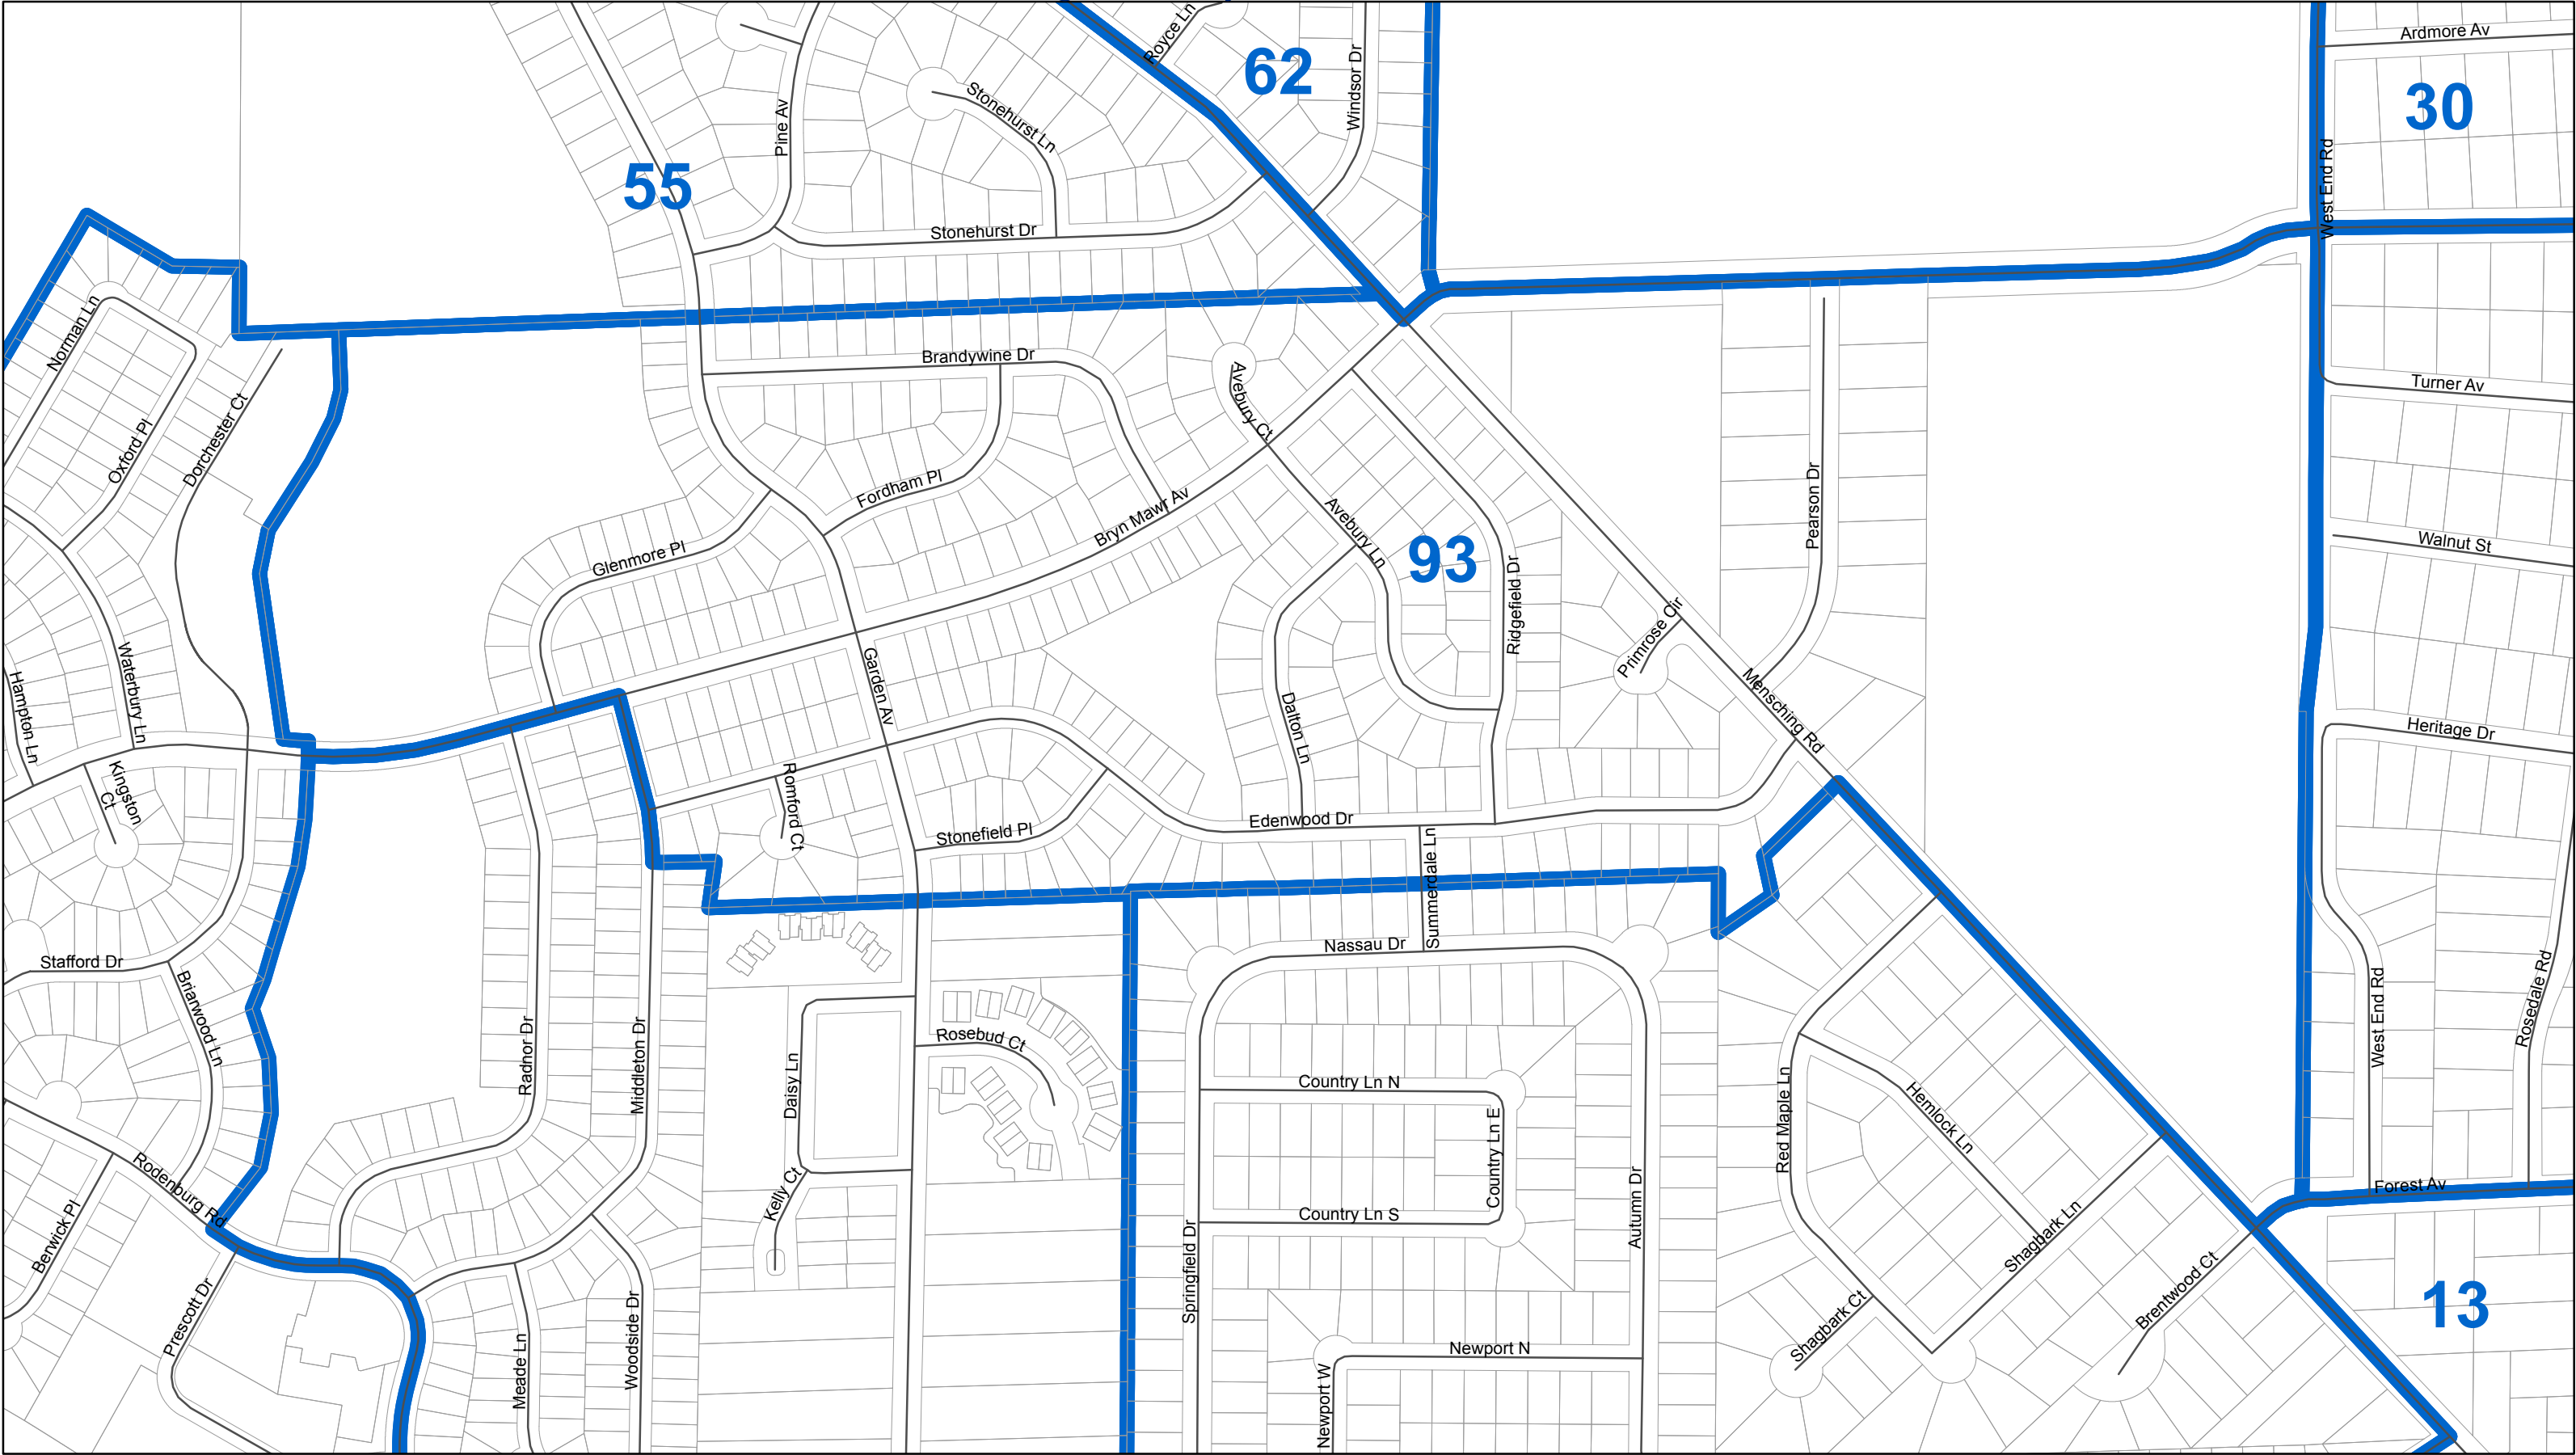 Royce Ln
62
Windsor Dr
Ardmore Av
30
Stonehurst Ln
Pine Av
55
West End Rd
Stonehurst Dr
Norman Ln
Brandywine Dr
Avebury Ct
Turner Av
Oxford Pl
Dorchester Ct
Fordham Pl
Bryn Mawr Av
Pearson Dr
Avebury Ln
93
Walnut St
Glenmore Pl
Ridgefield Dr
Primrose Cir
Waterbury Ln
Hampton Ln
Garden Av
Dalton Ln
Mensching Rd
Heritage Dr
Kingston
Ct
Romford Ct
Stonefield Pl
Edenwood Dr
Summerdale Ln
Nassau Dr
Stafford Dr
Briarwood Ln
Radnor Dr
Middleton Dr
Daisy Ln
Rosebud Ct
Country Ln N
Country Ln E
Red Maple Ln
Hemlock Ln
West End Rd
Rosedale Rd
Rodenburg Rd
Berwick Pl
Kelly Ct
Country Ln S
Springfield Dr
Autumn Dr
Shagbark Ln
Forest Av
Prescott Dr
Meade Ln
Woodside Dr
Newport N
Newport W
Shagbark Ct
Brentwood Ct
13